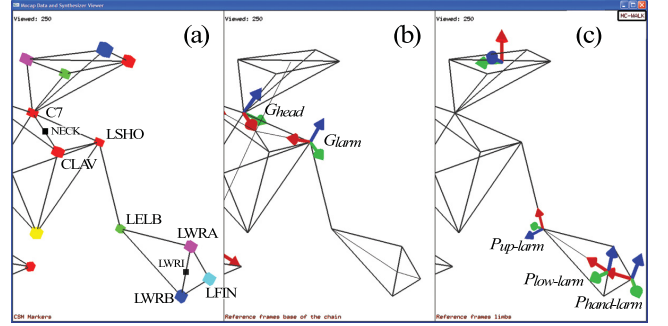 Mocap Data and Synthesizer Viewer
Viewed: 250
(a)
C7
NECK
LSHO
CLAV
LELB
LWRA
LWRI
LWRB
LFIN
CSM Markers
Viewed: 250
(b)
Ghead
Glarm
Reference frames base of the chain
Viewed: 250
MC-WALK
(c)
Pup-larm
Plow-larm
Phand-larm
Reference frames limbs